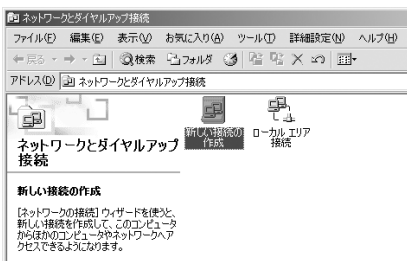 ネットワークとダイヤルアップ接続
ファイル(F) 編集(E) 表示(V) お気に入り(A) ツール(T) 詳細設定(N) ヘルプ(H)
戻る 検索 フォルダ
アドレス(D) ネットワークとダイヤルアップ接続
ネットワークとダイヤルアップ
接続
新しい接続の
作成
ローカル エリア
接続
新しい接続の作成
[ネットワークの接続] ウィザードを使うと、
新しい接続を作成して、このコンピュータ
からほかのコンピュータやネットワークへア
クセスできるようになります。